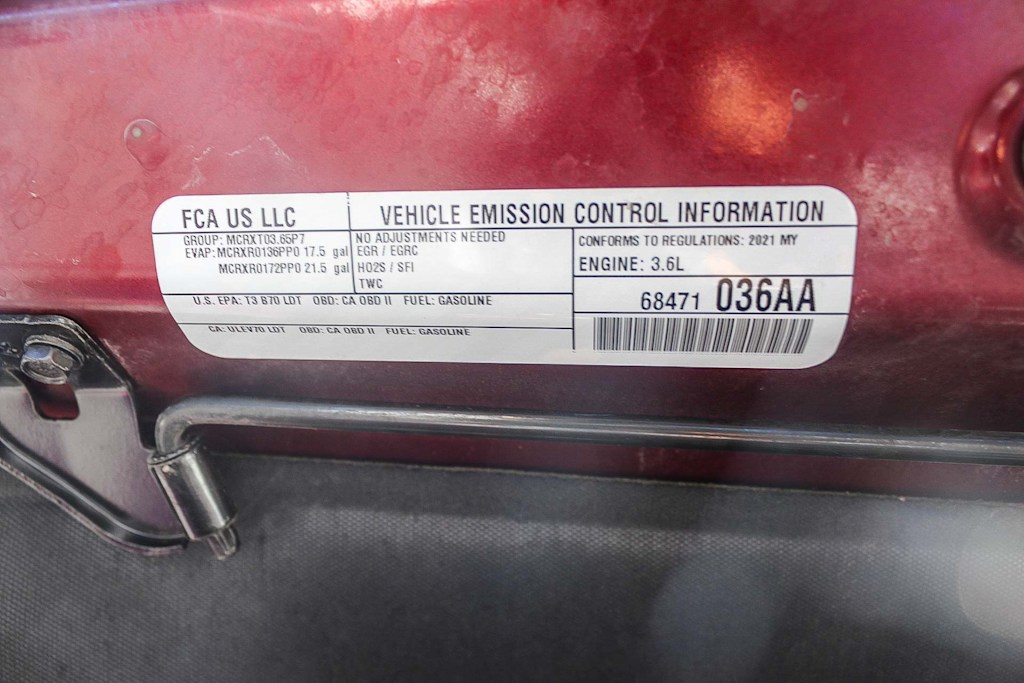 FCA US LLC
VEHICLE EMISSION CONTROL INFORMATION
GROUP: MCRXT03.65P7
EVAP: MCRXR0136PP0 17.5 gal
MCRXR0172PP0 21.5 gal
NO ADJUSTMENTS NEEDED
EGR / EGRC
HO2S / SFI
TWC
CONFORMS TO REGULATIONS: 2021 MY
ENGINE: 3.6L
U.S. EPA: T3 B70 LDT OBD: CA OBD II FUEL: GASOLINE
68471 036AA
CA: ULEV70 LDT OBD: CA OBD II FUEL: GASOLINE